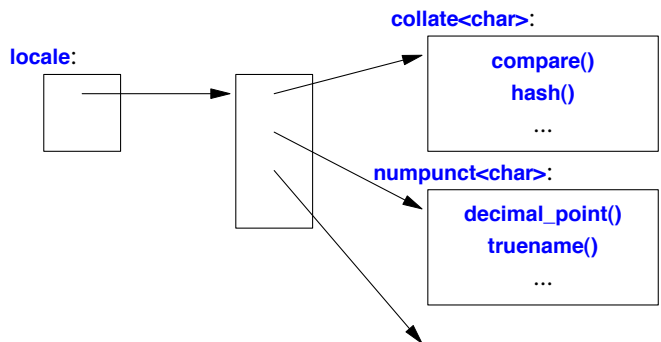 locale:
collate<char>:
compare()
hash()
...
numpunct<char>:
decimal_point()
truename()
...